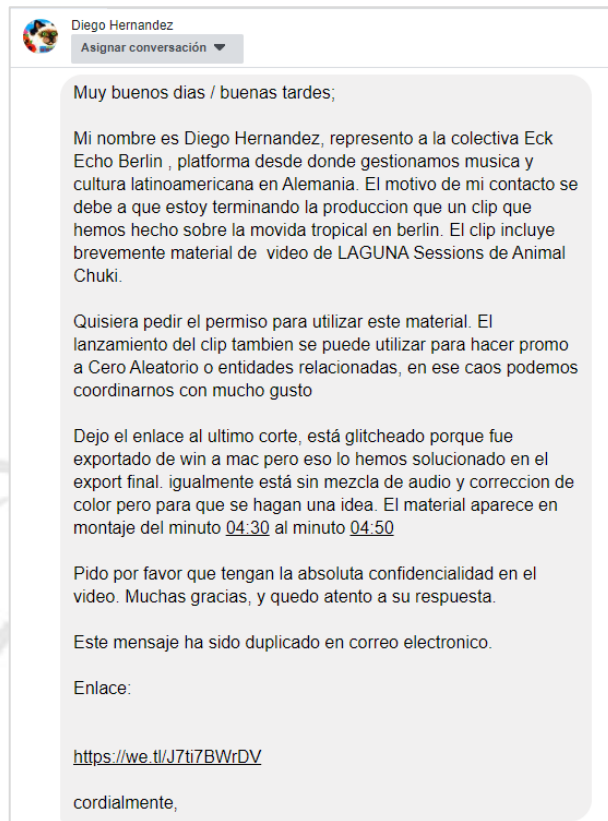 Diego Hernandez
Asignar conversación
Muy buenos dias / buenas tardes;
Mi nombre es Diego Hernandez, represento a la colectiva Eck
Echo Berlin , platforma desde donde gestionamos musica y
cultura latinoamericana en Alemania. El motivo de mi contacto se
debe a que estoy terminando la produccion que un clip que
hemos hecho sobre la movida tropical en berlin. El clip incluye
brevemente material de  video de LAGUNA Sessions de Animal
Chuki.
Quisiera pedir el permiso para utilizar este material. El
lanzamiento del clip tambien se puede utilizar para hacer promo
a Cero Aleatorio o entidades relacionadas, en ese caos podemos
coordinarnos con mucho gusto
Dejo el enlace al ultimo corte, está glitcheado porque fue
exportado de win a mac pero eso lo hemos solucionado en el
export final. igualmente está sin mezcla de audio y correccion de
color pero para que se hagan una idea. El material aparece en
montaje del minuto 04:30 al minuto 04:50
Pido por favor que tengan la absoluta confidencialidad en el
video. Muchas gracias, y quedo atento a su respuesta.
Este mensaje ha sido duplicado en correo electronico.
Enlace:
https://we.tl/J7ti7BWrDV
cordialmente,